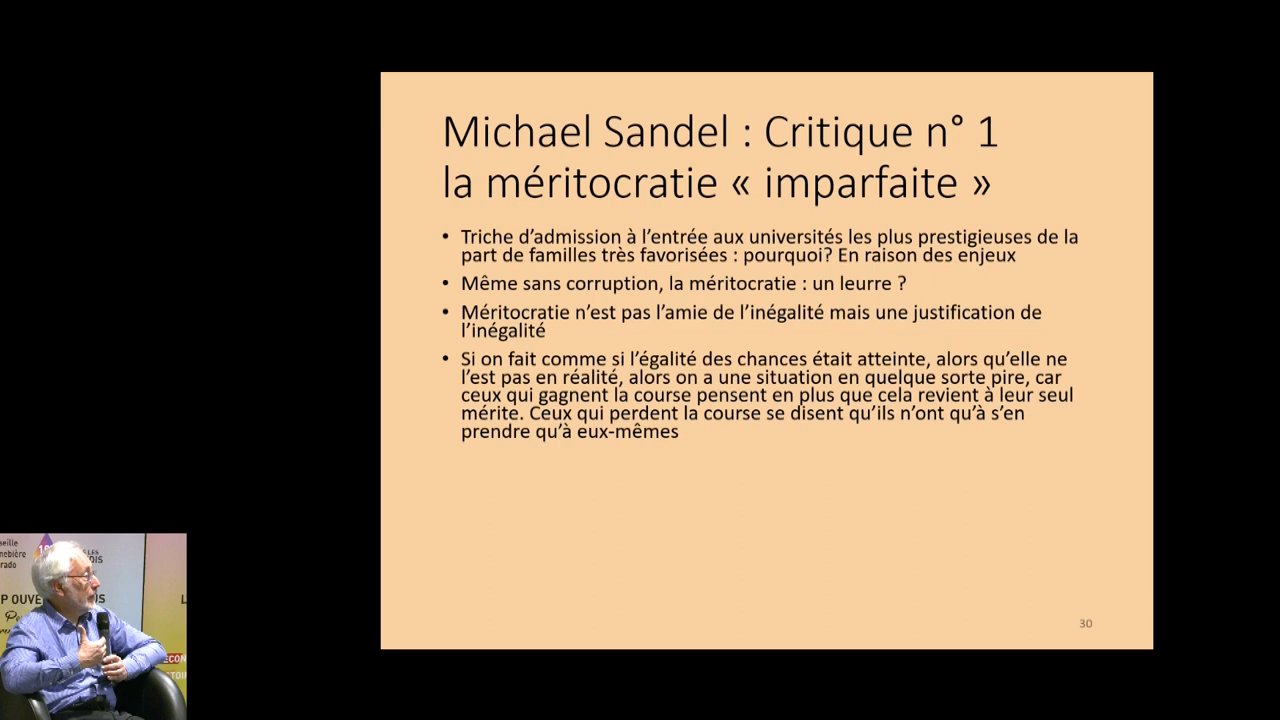 Michael Sandel : Critique n° 1
la méritocratie « imparfaite »
• Triche d’admission à l’entrée aux universités les plus prestigieuses de la
part de familles très favorisées : pourquoi? En raison des enjeux
• Même sans corruption, la méritocratie : un leurre ?
• Méritocratie n’est pas l’amie de l’inégalité mais une justification de
l’inégalité
• Si on fait comme si l’égalité des chances était atteinte, alors qu’elle ne
l’est pas en réalité, alors on a une situation en quelque sorte pire, car
ceux qui gagnent la course pensent en plus que cela revient à leur seul
mérite. Ceux qui perdent la course se disent qu’ils n’ont qu’à s’en
prendre qu’à eux-mêmes
30
P OUVE